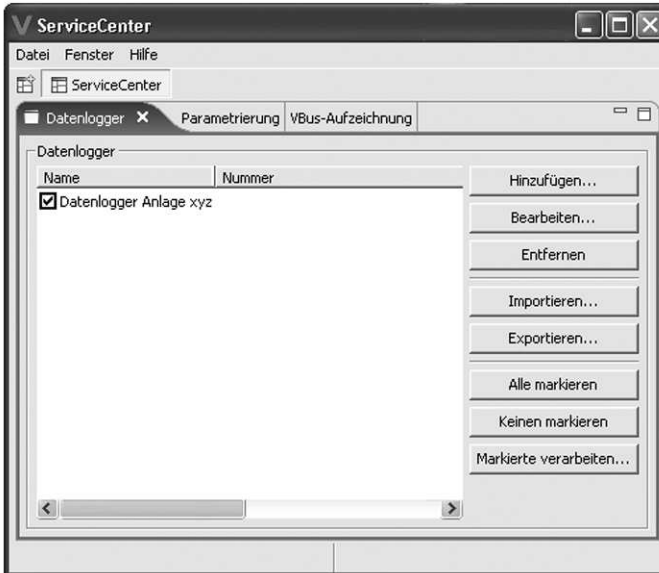 ServiceCenter
Datei Fenster Hilfe
ServiceCenter
Datenlogger Parametrierung VBus-Aufzeichnung
Datenlogger
Name Nummer
Datenlogger Anlage xyz
Hinzufügen...
Bearbeiten...
Entfernen
Importieren...
Exportieren...
Alle markieren
Keinen markieren
Markierte verarbeiten...